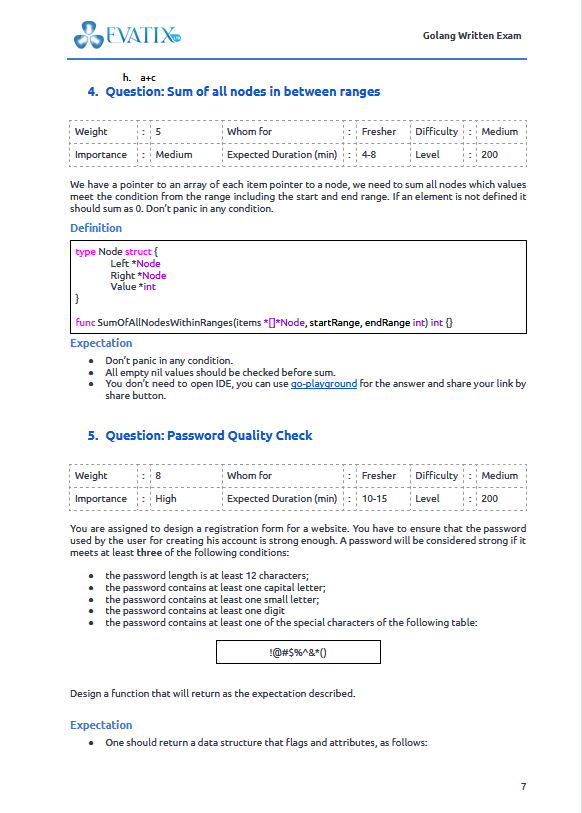 EVATIX
Golang Written Exam
h. a+c
4. Question: Sum of all nodes in between ranges
Weight : 5 Whom for : Fresher Difficulty : Medium
Importance : Medium Expected Duration (min) : 4-8 Level : 200
We have a pointer to an array of each item pointer to a node, we need to sum all nodes which values
meet the condition from the range including the start and end range. If an element is not defined it
should sum as 0. Don't panic in any condition.
Definition
type Node struct {
Left *Node
Right *Node
Value *int
}
func SumOfAllNodesWithinRanges(items *[]*Node, startRange, endRange int) int {}
Expectation
• Don't panic in any condition.
• All empty nil values should be checked before sum.
• You don't need to open IDE, you can use go-playground for the answer and share your link by
share button.
5. Question: Password Quality Check
Weight : 8 Whom for : Fresher Difficulty : Medium
Importance : High Expected Duration (min) : 10-15 Level : 200
You are assigned to design a registration form for a website. You have to ensure that the password
used by the user for creating his account is strong enough. A password will be considered strong if it
meets at least three of the following conditions:
• the password length is at least 12 characters;
• the password contains at least one capital letter;
• the password contains at least one small letter;
• the password contains at least one digit
• the password contains at least one of the special characters of the following table:
!@#$%^&*()
Design a function that will return as the expectation described.
Expectation
• One should return a data structure that flags and attributes, as follows:
7